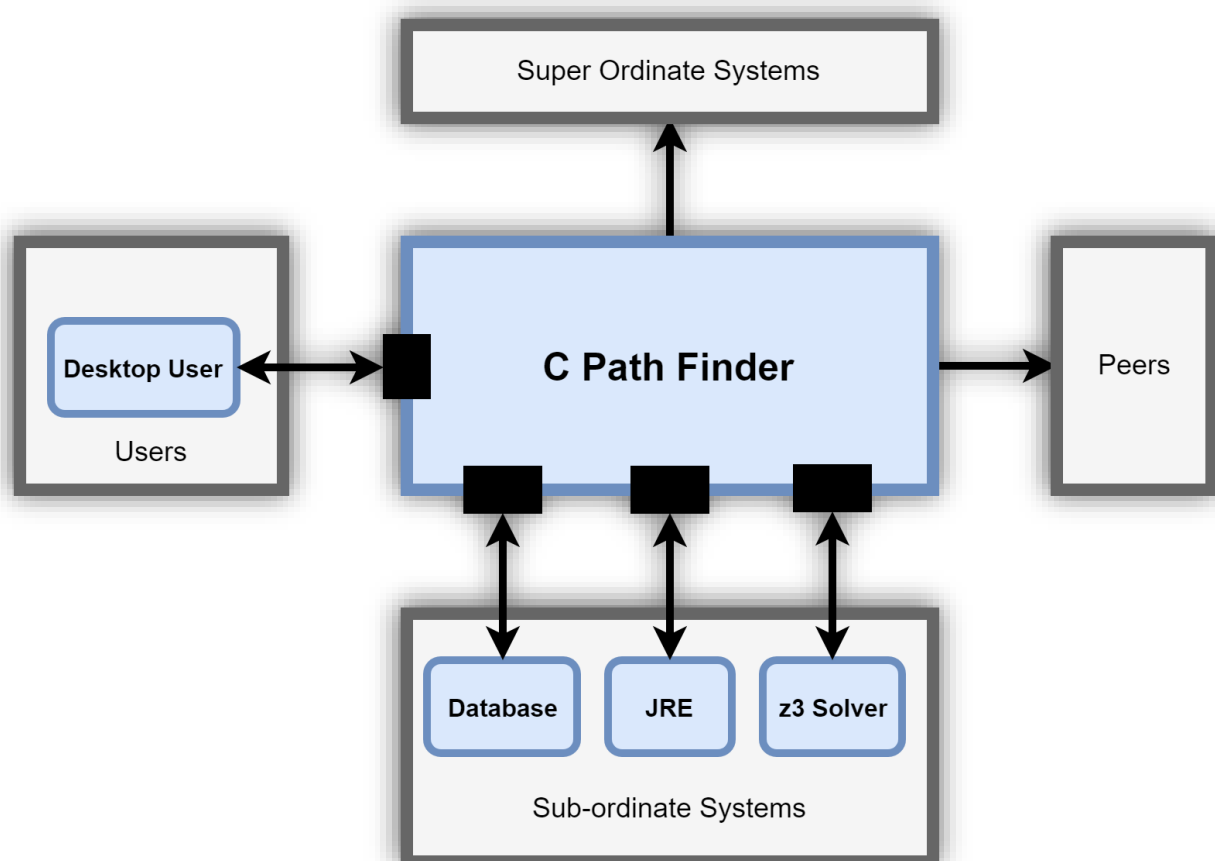 Super Ordinate Systems
Desktop User
Users
C Path Finder
Peers
Database
JRE
z3 Solver
Sub-ordinate Systems